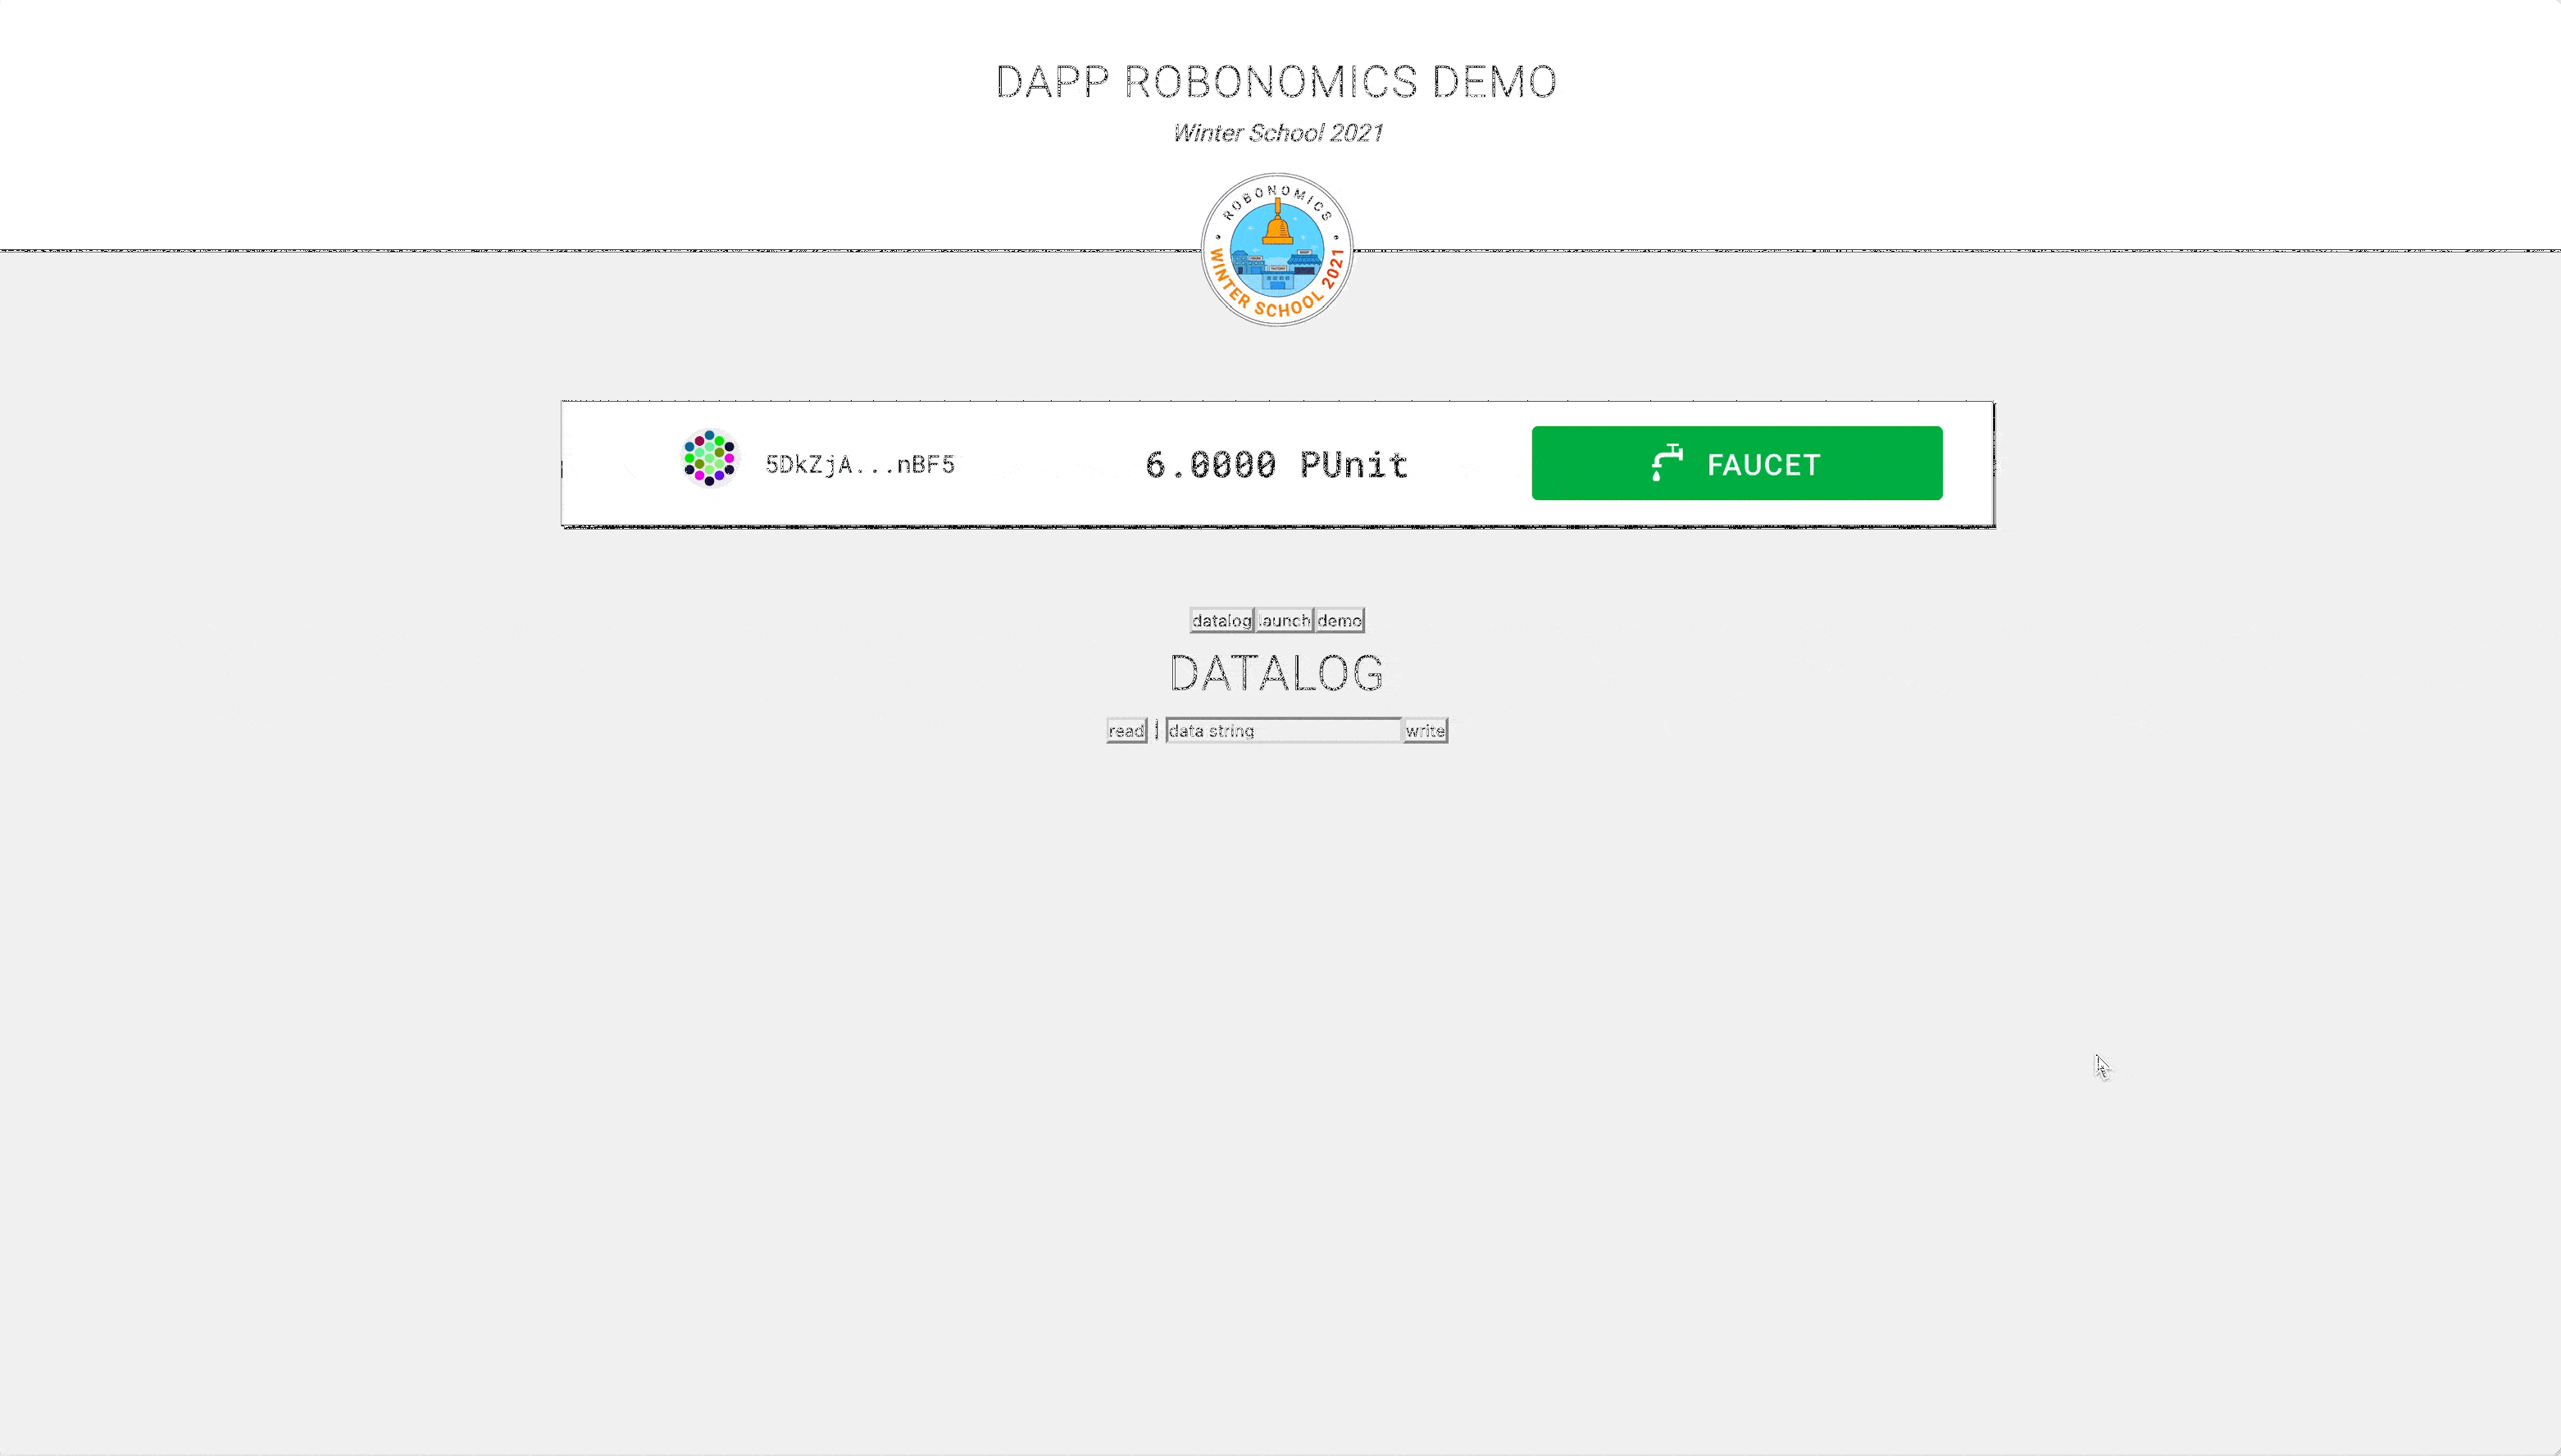 DAPP ROBONOMICS DEMO
Winter School 2021
ROBONOMICS
WINTER SCHOOL 2021
5DkZjA...nBF5 6.0000 PUnit FAUCET
datalog launch demo
DATALOG
read | data string write